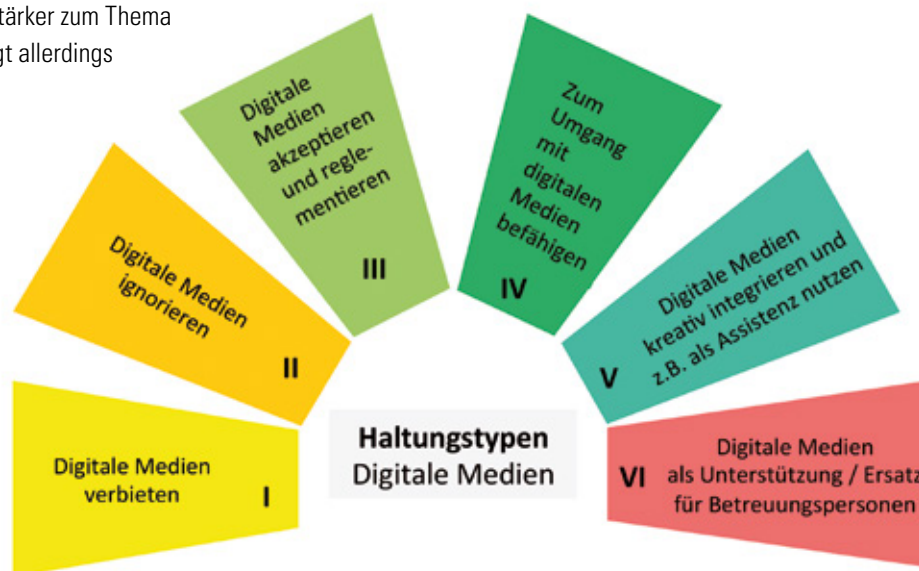 tärker zum Thema
gt allerdings
Digitale Medien
verbieten
I
Digitale Medien
ignorieren
II
Digitale
Medien
akzeptieren
und regle-
mentieren
III
Zum
Umgang
mit
digitalen
Medien
befähigen
IV
Digitale Medien
kreativ integrieren und
z.B. als Assistenz nutzen
V
Digitale Medien
als Unterstützung / Ersatz
für Betreuungspersonen
VI
Haltungstypen
Digitale Medien